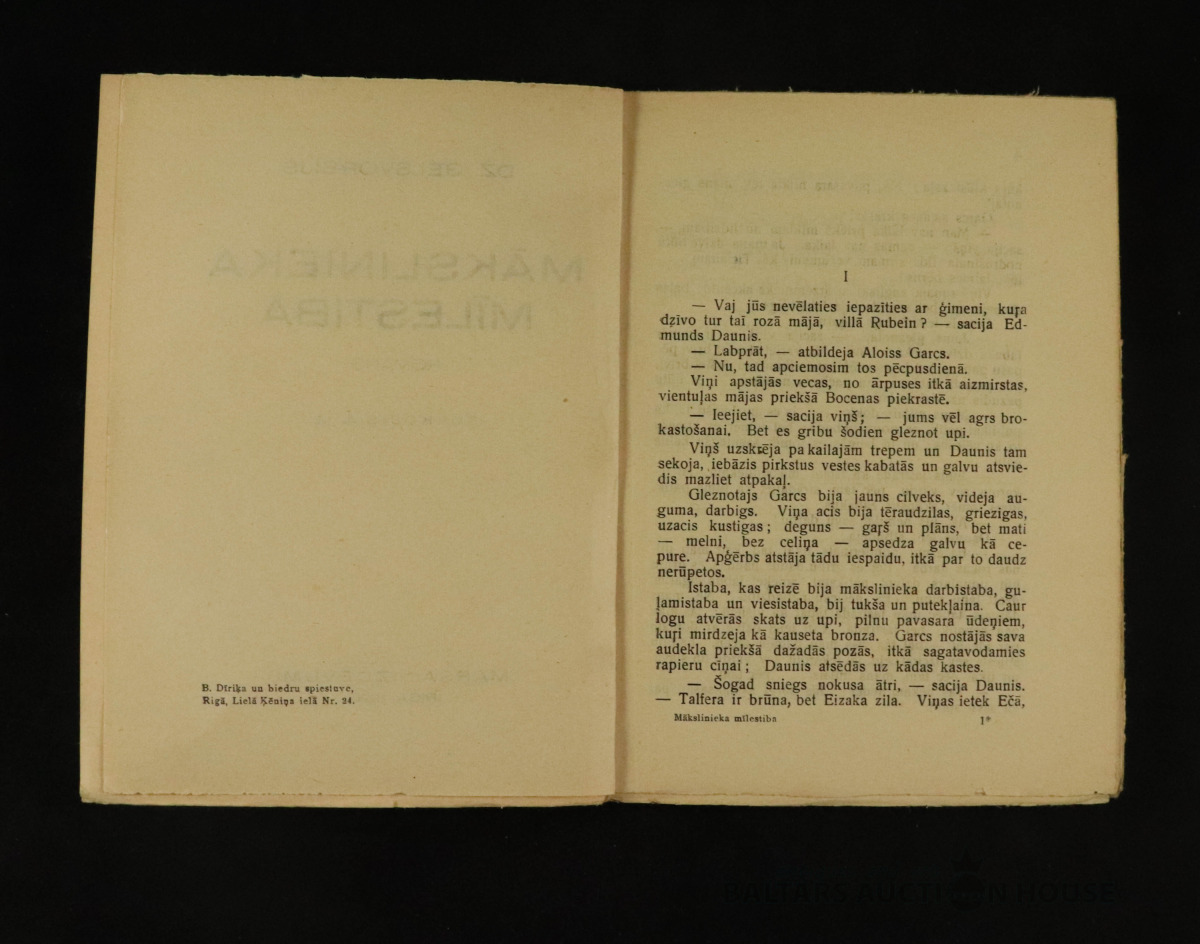 B. Dīriķa un biedru spiestuve,
Rīgā, Lielā Ķēniņa ielā Nr. 24.
I
— Vaj jūs nevēlaties iepazīties ar ģimeni, kuŗa
dzīvo tur taī rozā mājā, villā Rubein? — sacija Ed-
munds Daunis.
— Labprāt, — atbildeja Aloiss Garcs.
— Nu, tad apciemosim tos pēcpusdienā.
Viņi apstājās vecas, no ārpuses itkā aizmirstas,
vientuļas mājas priekšā Bocenas piekrastē.
— Ieejiet, — sacija viņš; — jums vēl agrs bro-
kastošanai. Bet es gribu šodien gleznot upi.
Viņš uzskrēja pa kailajām trepem un Daunis tam
sekoja, iebāzis pirkstus vestes kabatās un galvu atsvie-
dis mazliet atpakaļ.
Gleznotajs Garcs bija jauns cilveks, videja au-
guma, darbigs. Viņa acis bija tēraudzilas, griezigas,
uzacis kustigas; deguns — gaŗš un plāns, bet mati
— melni, bez celiņa — apsedza galvu kā ce-
pure. Apģērbs atstāja tādu iespaidu, itkā par to daudz
nerūpetos.
Istaba, kas reizē bija mākslinieka darbistaba, gu-
ļamistaba un viesistaba, bij tukša un putekļaina. Caur
logu atvērās skats uz upi, pilnu pavasara ūdeņiem,
kuŗi mirdzeja kā kauseta bronza. Garcs nostājās sava
audekla priekšā dažadās pozās, itkā sagatavodamies
rapieru cīņai; Daunis atsēdās uz kādas kastes.
— Šogad sniegs nokusa ātri, — sacija Daunis.
— Talfera ir brūna, bet Eizaka zila. Viņas ietek Ečā,
Mākslinieka mīlestiba 1*
BALTARS AUCTION HOUSE